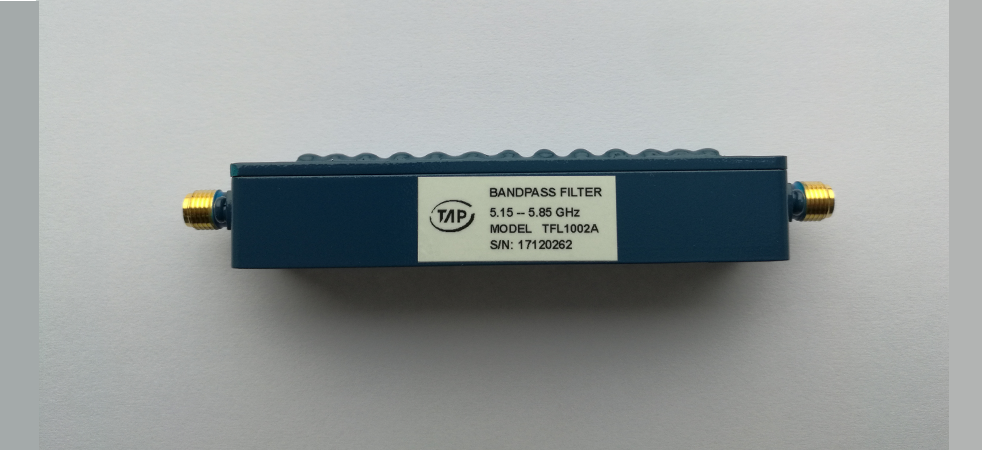 TAP
BANDPASS FILTER
5.15 -- 5.85 GHz
MODEL TFL1002A
S/N: 17120262